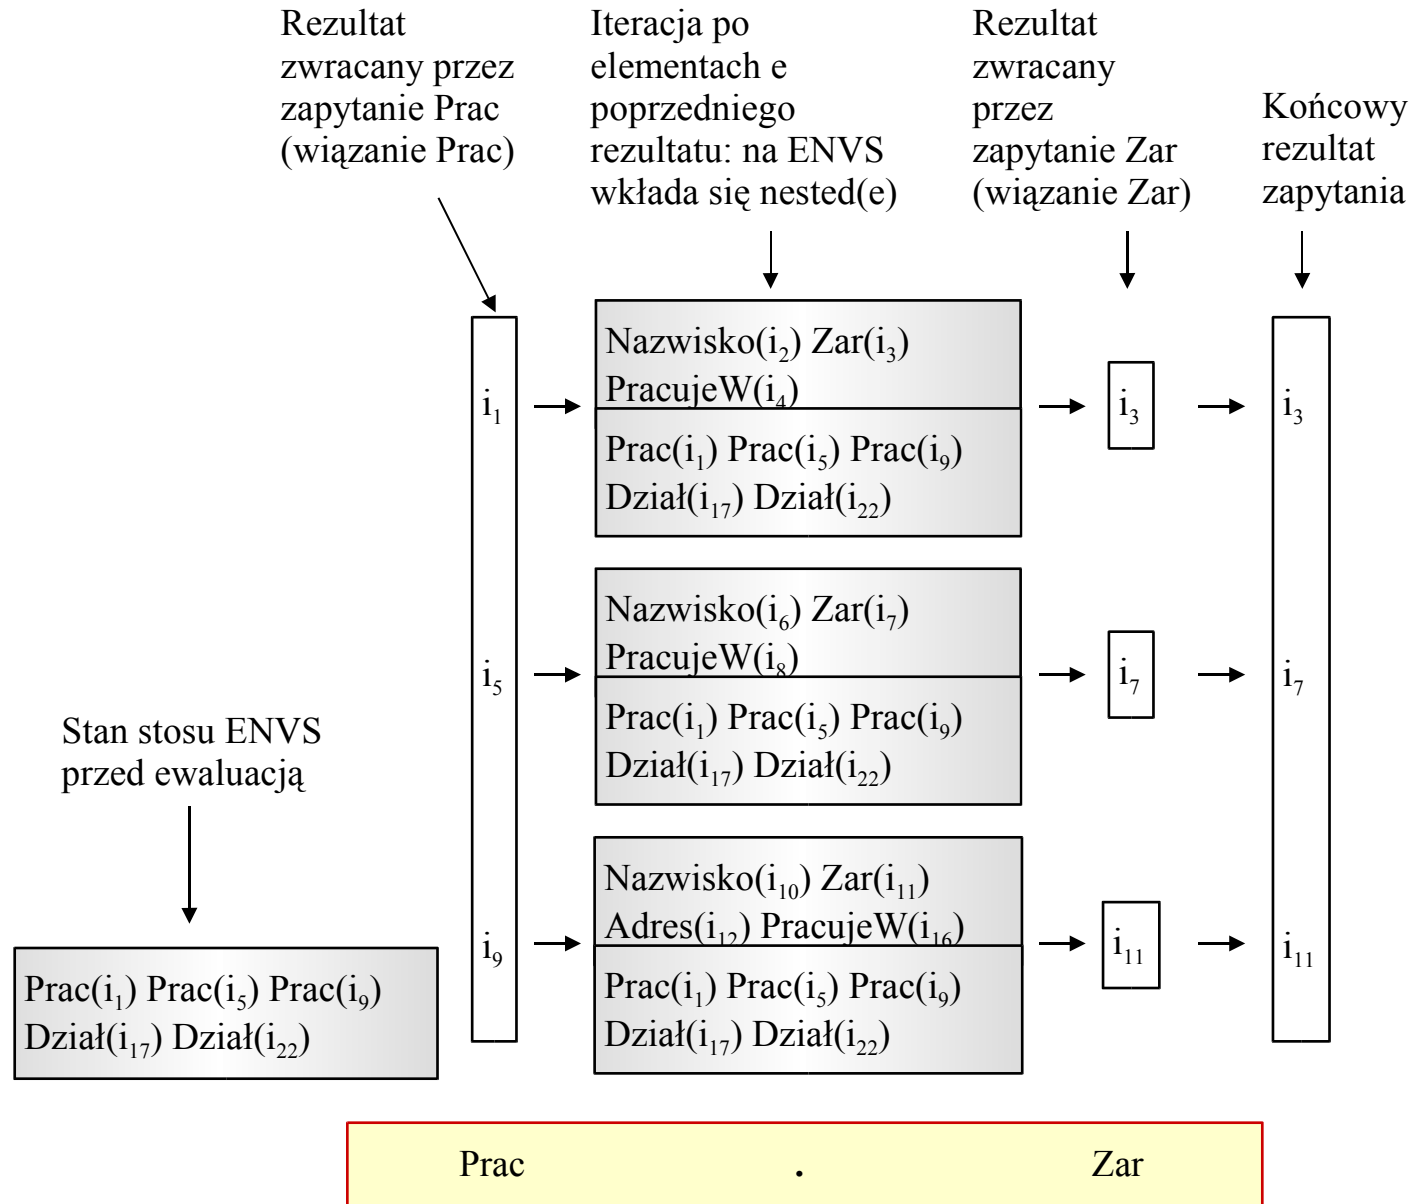 Rezultat
zwracany przez
zapytanie Prac
(wiązanie Prac)
Iteracja po
elementach e
poprzedniego
rezultatu: na ENVS
wkłada się nested(e)
Rezultat
zwracany
przez
zapytanie Zar
(wiązanie Zar)
Końcowy
rezultat
zapytania
Stan stosu ENVS
przed ewaluacją
Prac(i₁) Prac(i₅) Prac(i₉)
Dział(i₁₇) Dział(i₂₂)
i₁
i₅
i₉
Nazwisko(i₂) Zar(i₃)
PracujeW(i₄)
Prac(i₁) Prac(i₅) Prac(i₉)
Dział(i₁₇) Dział(i₂₂)
Nazwisko(i₆) Zar(i₇)
PracujeW(i₈)
Prac(i₁) Prac(i₅) Prac(i₉)
Dział(i₁₇) Dział(i₂₂)
Nazwisko(i₁₀) Zar(i₁₁)
Adres(i₁₂) PracujeW(i₁₆)
Prac(i₁) Prac(i₅) Prac(i₉)
Dział(i₁₇) Dział(i₂₂)
i₃
i₇
i₁₁
i₃
i₇
i₁₁
Prac . Zar